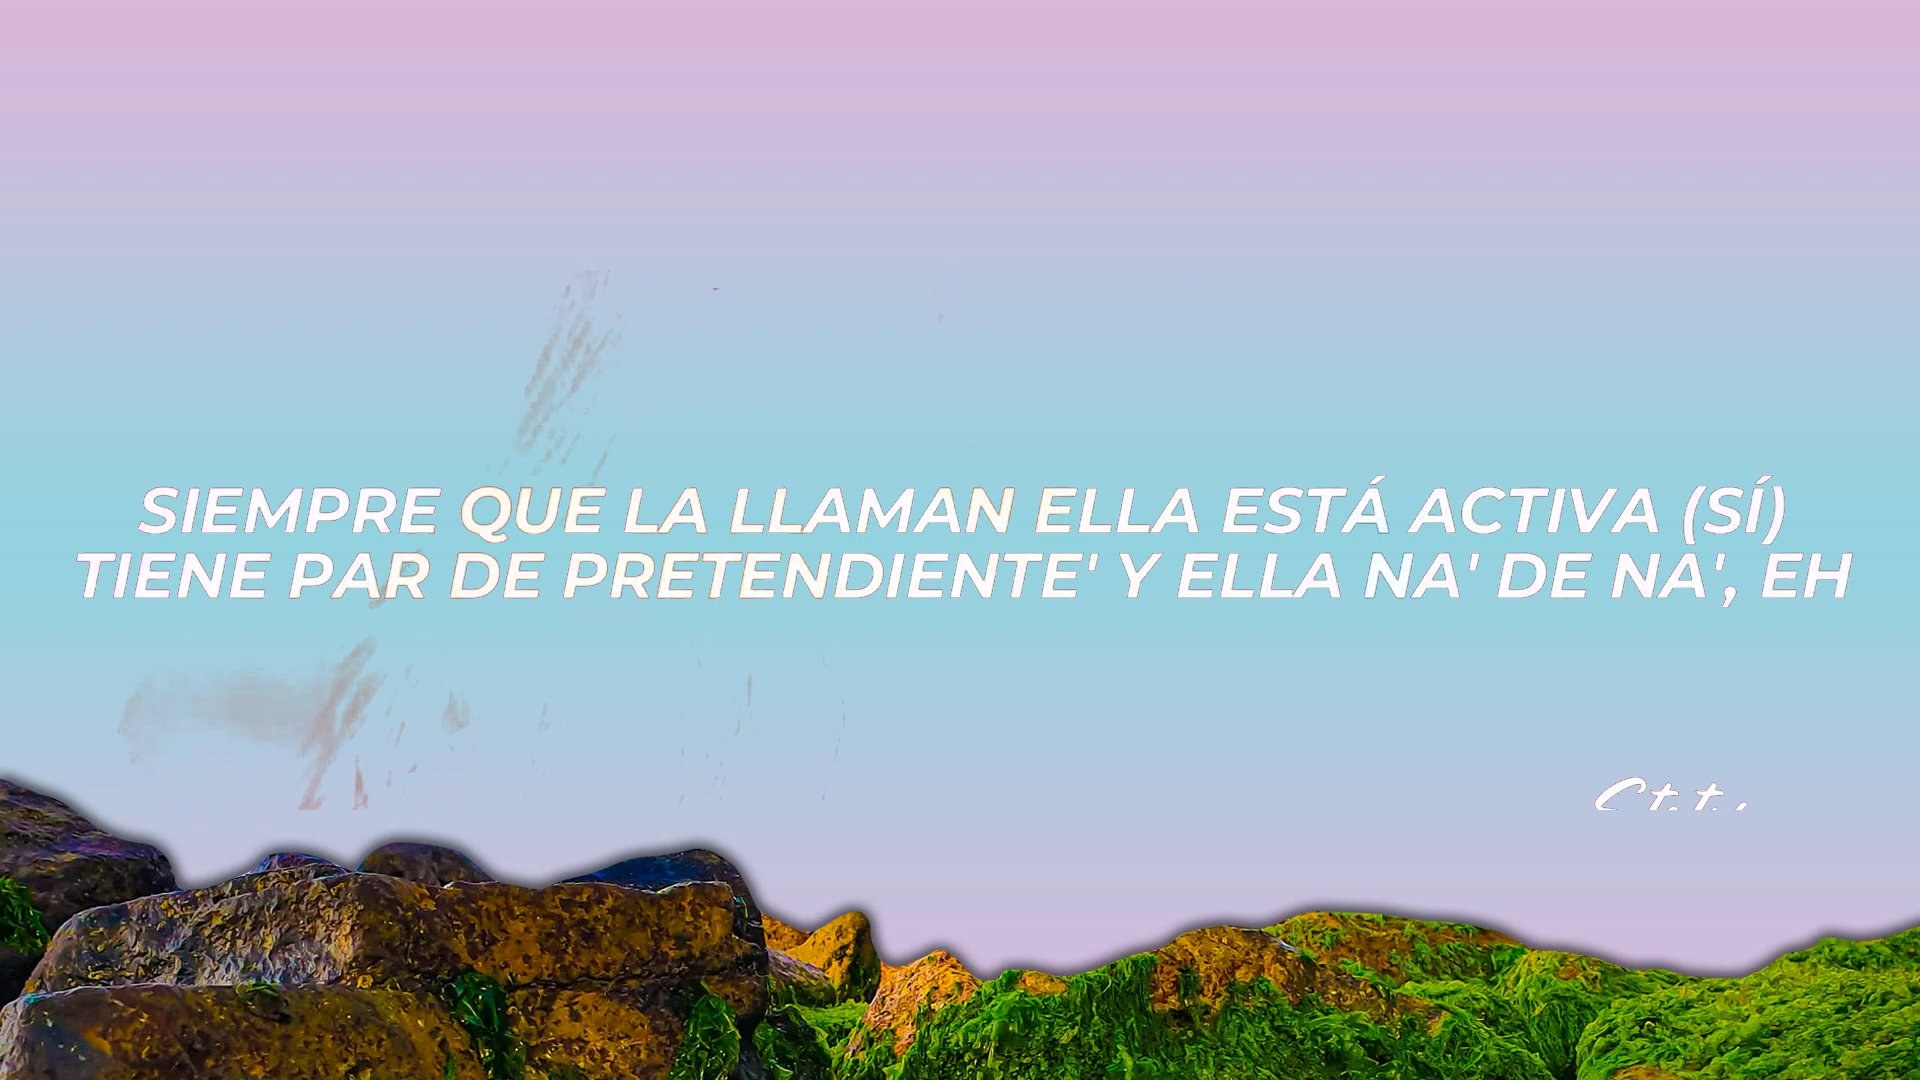 SIEMPRE QUE LA LLAMAN ELLA ESTÁ ACTIVA (SÍ)
TIENE PAR DE PRETENDIENTE' Y ELLA NA' DE NA', EH